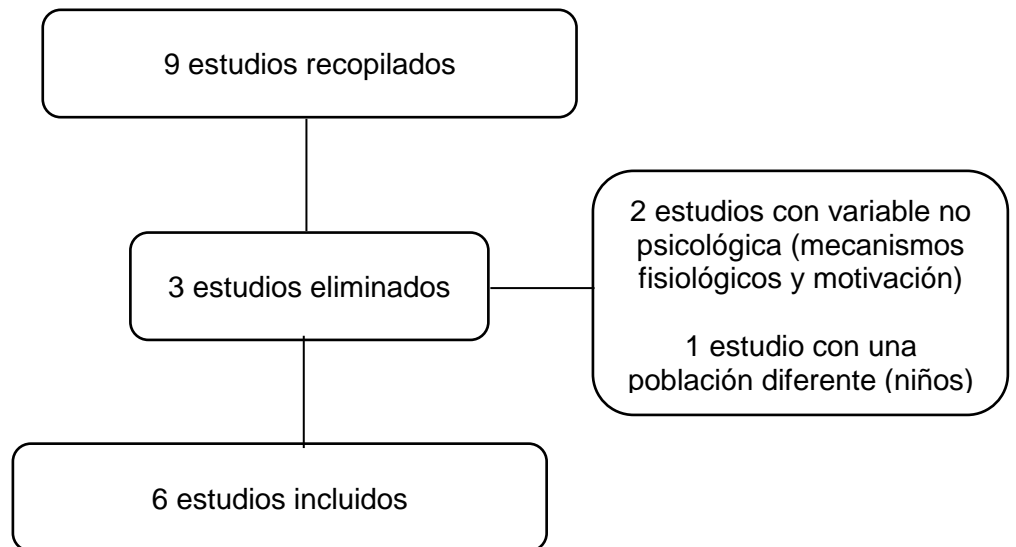 9 estudios recopilados
3 estudios eliminados
2 estudios con variable no
psicológica (mecanismos
fisiológicos y motivación)
1 estudio con una
población diferente (niños)
6 estudios incluidos